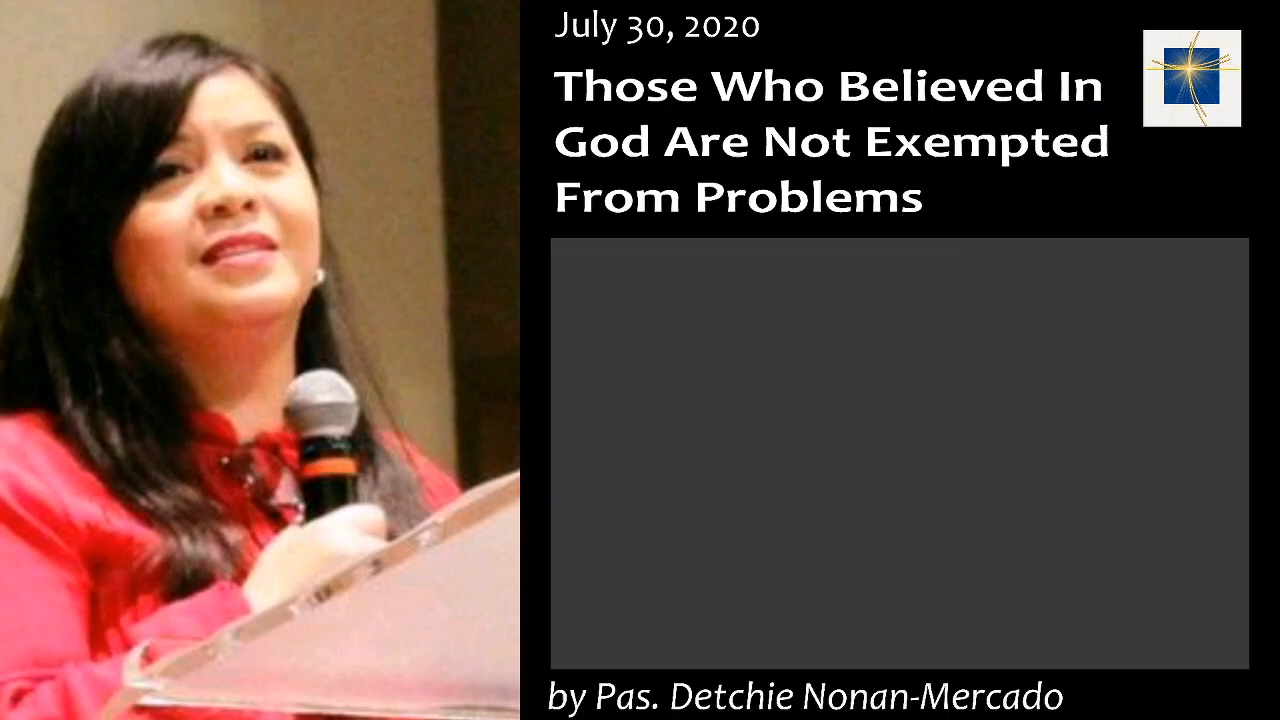 July 30, 2020
Those Who Believed In
God Are Not Exempted
From Problems
by Pas. Detchie Nonan-Mercado